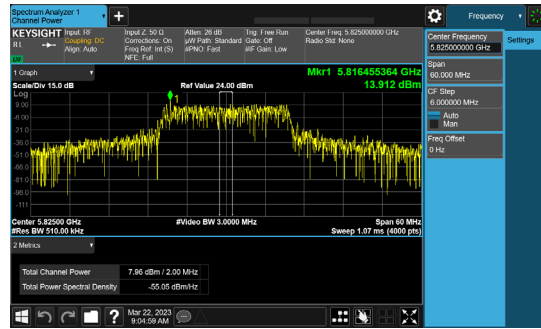 Spectrum Analyzer 1
Channel Power
Frequency
KEYSIGHT
Input: RF
Coupling: DC
Align: Auto
Input Z: 50 Ω
Corrections: On
Freq Ref: Int (S)
NFE: Full
Atten: 26 dB
µW Path: Standard
#PNO: Fast
Trig: Free Run
Gate: Off
#IF Gain: Low
Center Freq: 5.825000000 GHz
Radio Std: None
1 Graph
Scale/Div 15.0 dB
Ref Value 24.00 dBm
Mkr1 5.816455364 GHz
13.912 dBm
Log
1
9.00
-6.00
-21.0
-36.0
-51.0
-66.0
-81.0
-96.0
-111
Center 5.82500 GHz
#Res BW 510.00 kHz
#Video BW 3.0000 MHz
Span 60 MHz
Sweep 1.07 ms (4000 pts)
2 Metrics
Total Channel Power 7.96 dBm / 2.00 MHz
Total Power Spectral Density -55.05 dBm/Hz
Center Frequency
5.825000000 GHz
Settings
Span
60.000 MHz
CF Step
6.000000 MHz
Auto
Man
Freq Offset
0 Hz
?
Mar 22, 2023
9:04:59 AM